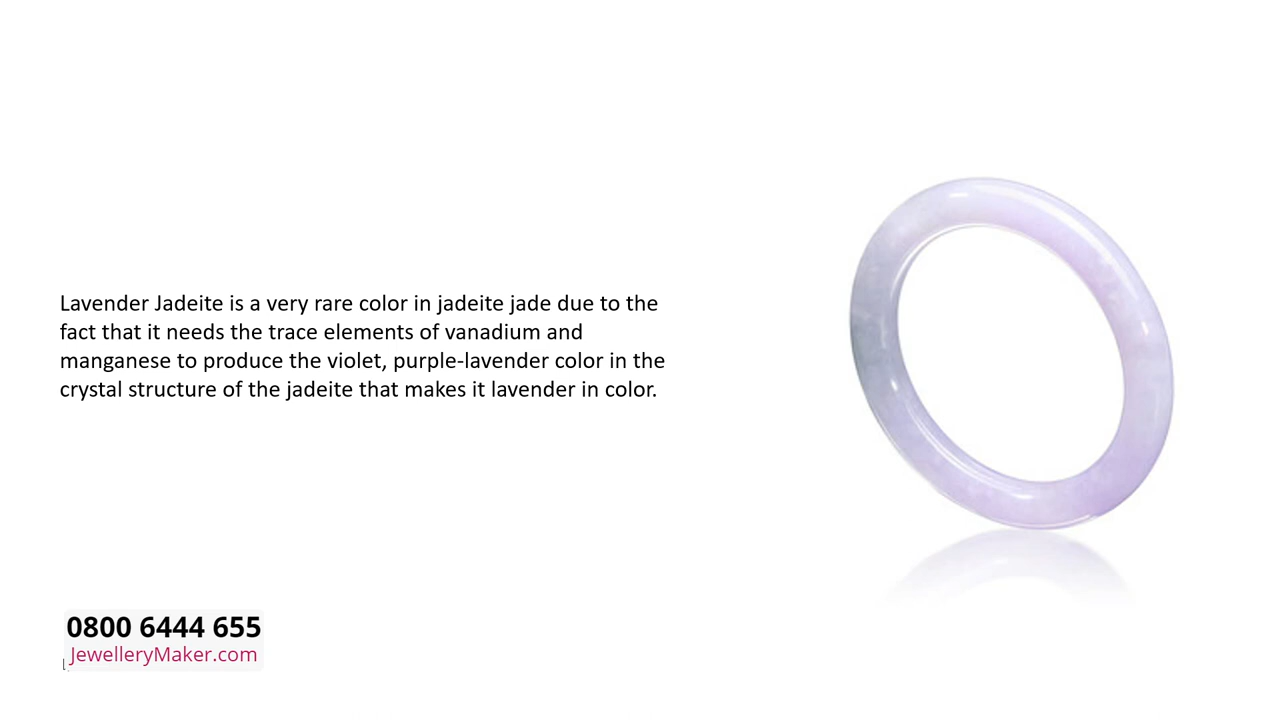 Lavender Jadeite is a very rare color in jadeite jade due to the
fact that it needs the trace elements of vanadium and
manganese to produce the violet, purple-lavender color in the
crystal structure of the jadeite that makes it lavender in color.
0800 6444 655
JewelleryMaker.com